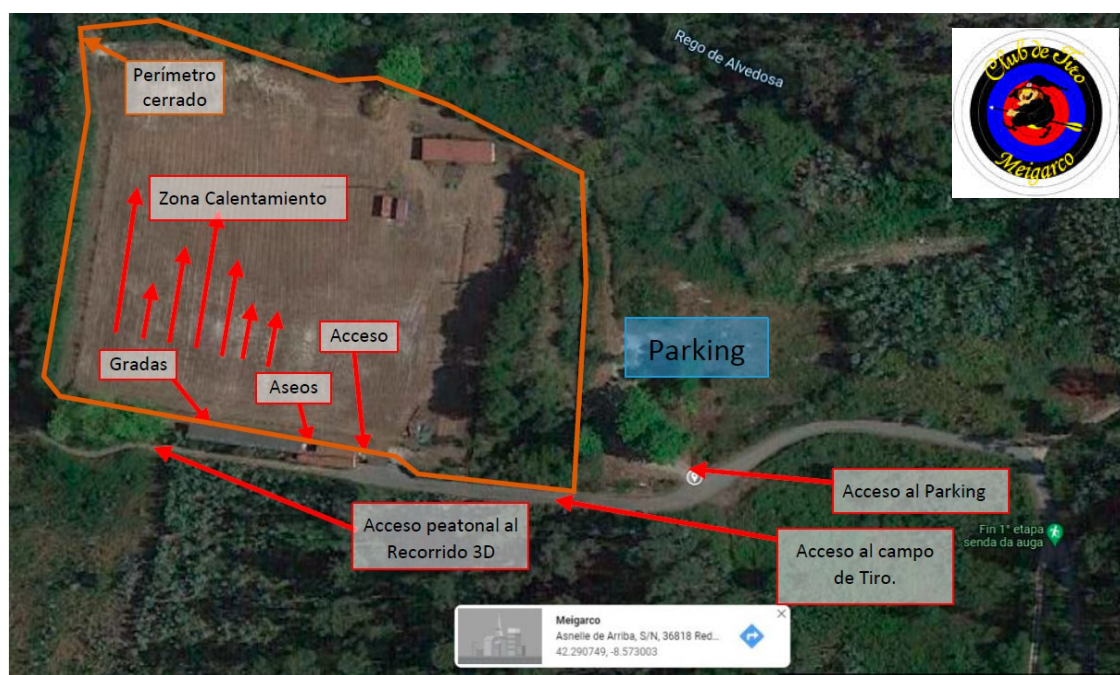 Rego de Alvedosa
Club de Tiro
Meigarco
Perímetro
cerrado
Zona Calentamiento
Acceso
Gradas
Aseos
Parking
Acceso al Parking
Acceso peatonal al
Recorrido 3D
Acceso al campo
de Tiro.
Fin 1ª etapa
senda da auga
Meigarco
Asnelle de Arriba, S/N, 36818 Red...
42.290749, -8.573003